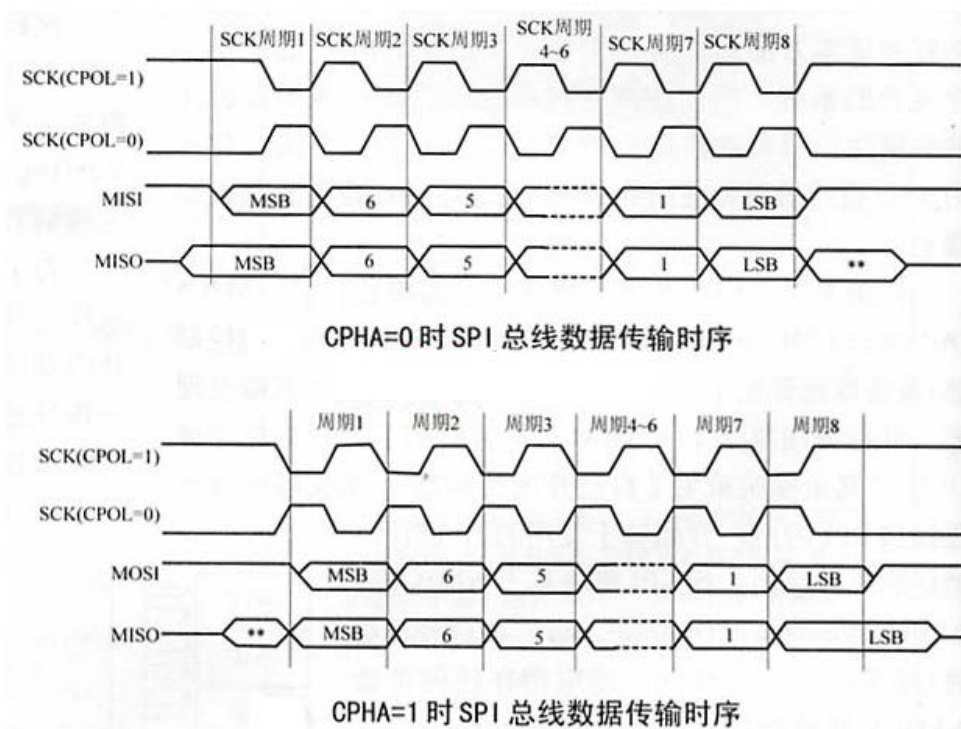 SCK周期1 SCK周期2 SCK周期3 SCK周期 4~6 SCK周期7 SCK周期8
SCK(CPOL=1)
SCK(CPOL=0)
MISI MSB 6 5 1 LSB
MISO MSB 6 5 1 LSB **
CPHA=0时SPI总线数据传输时序
周期1 周期2 周期3 周期4~6 周期7 周期8
SCK(CPOL=1)
SCK(CPOL=0)
MOSI MSB 6 5 1 LSB
MISO ** MSB 6 5 1 LSB
CPHA=1时SPI总线数据传输时序